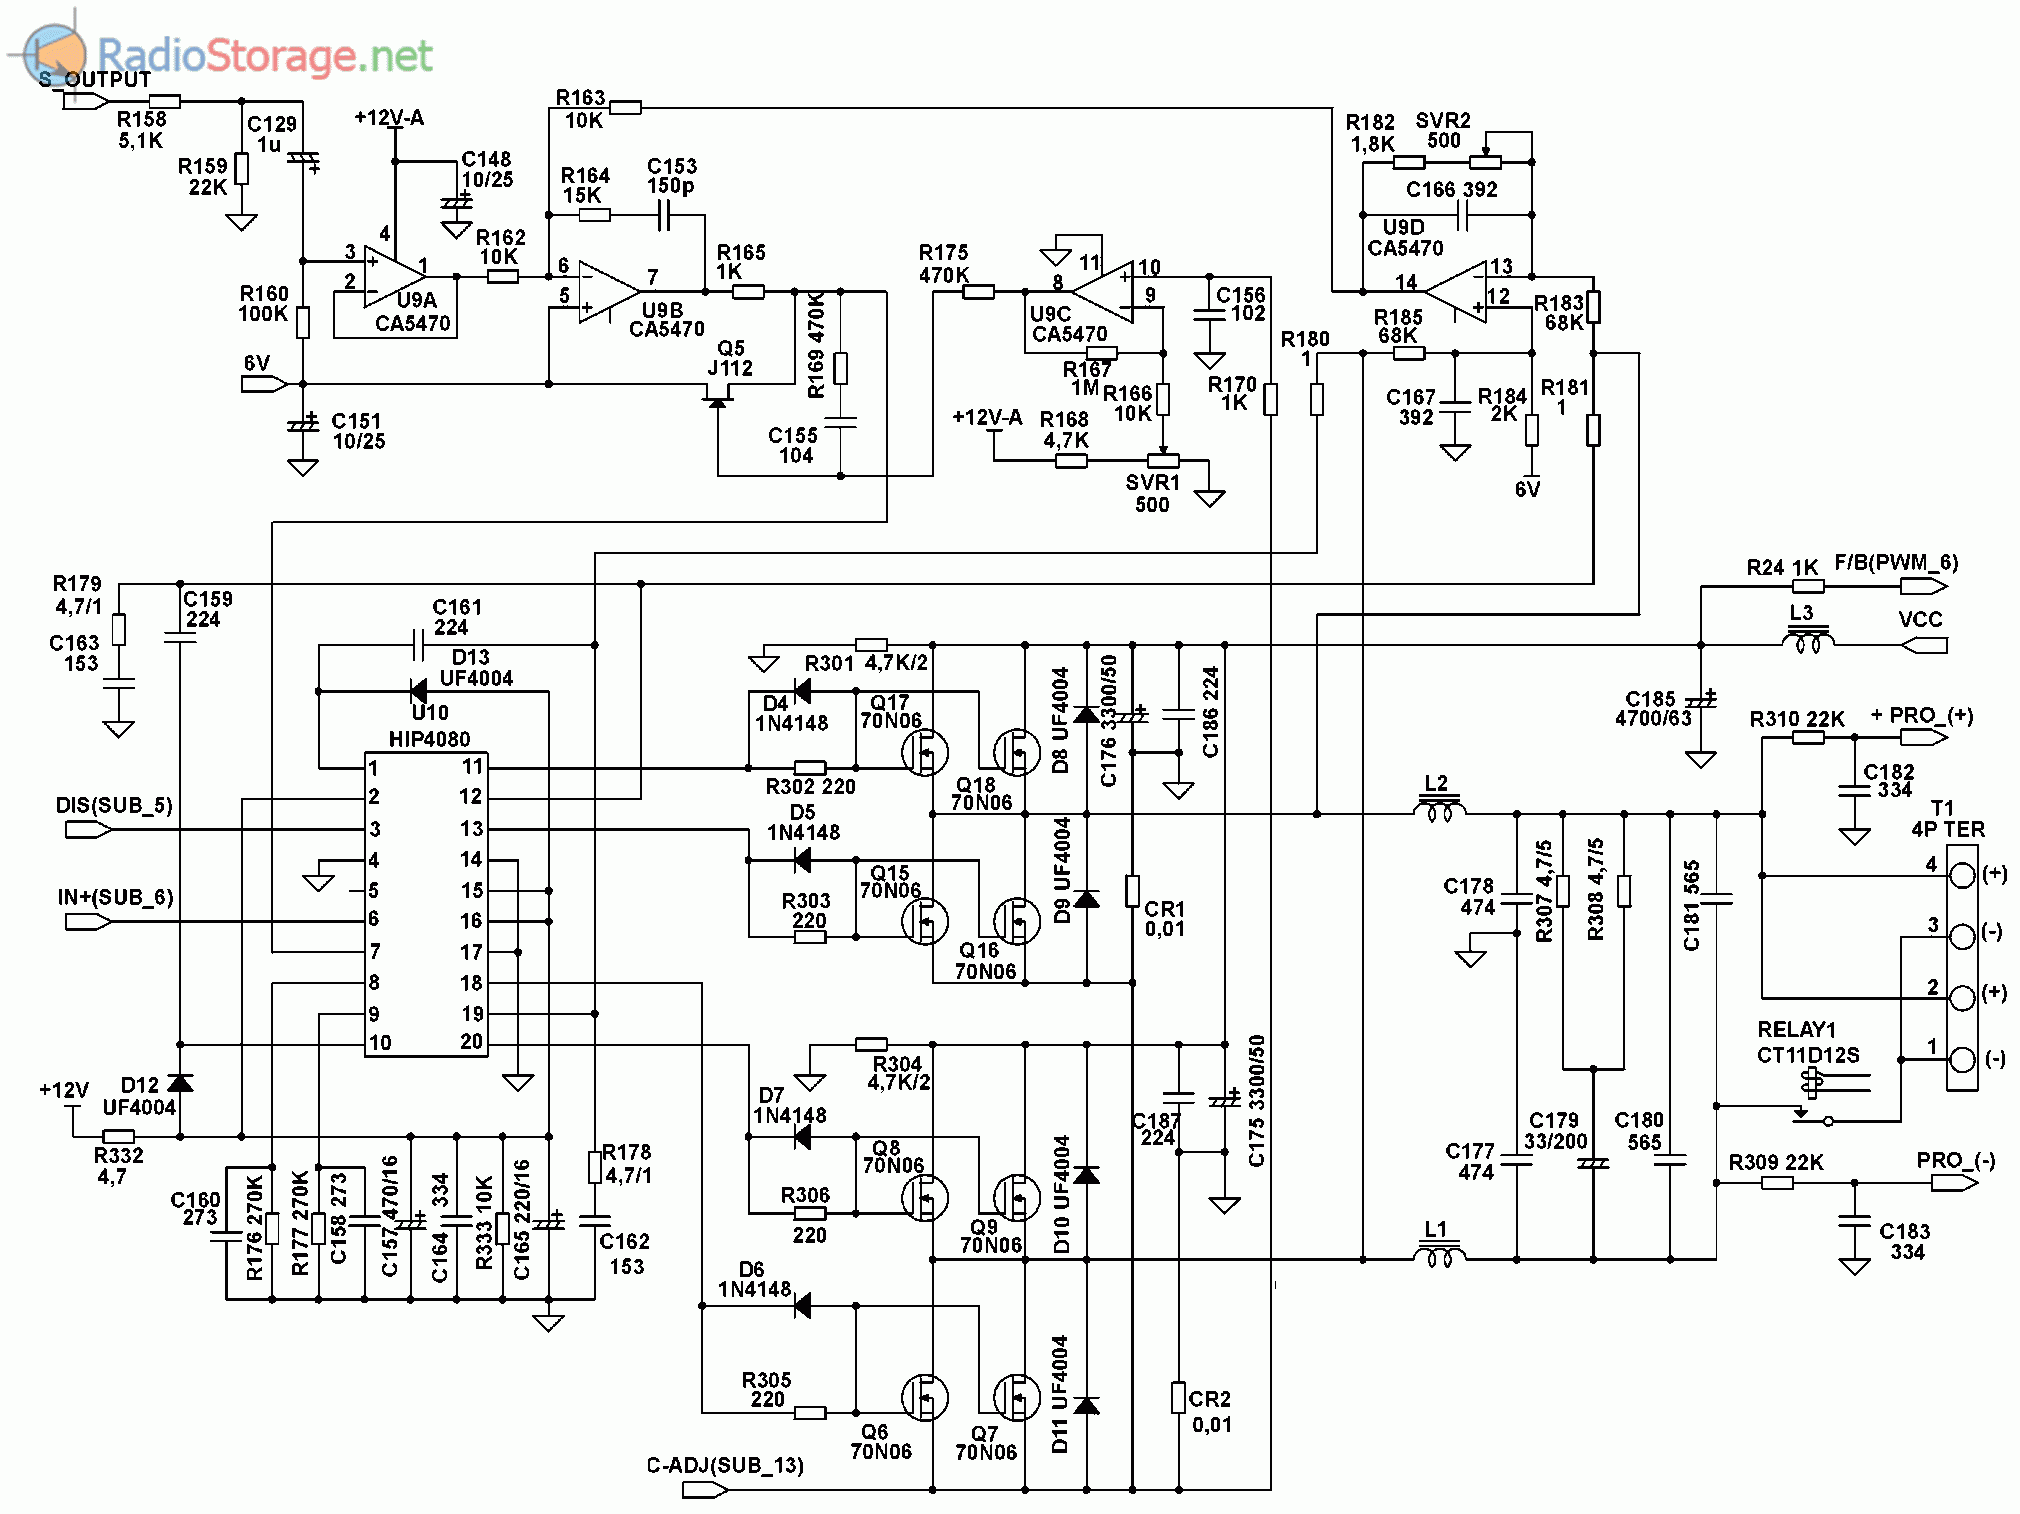 RadioStorage.net
S_OUTPUT
R158
5,1K
R159
22K
C129
1u
+12V-A
C148
10/25
R160
100K
3
2
4
1
U9A
CA5470
6V
C151
10/25
R162
10K
R163
10K
R164
15K
C153
150p
6
5
7
U9B
CA5470
R165
1K
Q5
J112
R169 470K
C155
104
R175
470K
11
10
9
8
U9C
CA5470
C156
102
R167
1M
R166
10K
+12V-A
R168
4,7K
SVR1
500
R170
1K
R180
1
R182
1,8K
SVR2
500
C166 392
U9D
CA5470
14
13
12
R183
68K
R185
68K
C167
392
R184
2K
R181
1
6V
R179
4,7/1
C163
153
C159
224
C161
224
D13
UF4004
U10
HIP4080
1
2
3
4
5
6
7
8
9
10
11
12
13
14
15
16
17
18
19
20
DIS(SUB_5)
IN+(SUB_6)
+12V
D12
UF4004
R332
4,7
C160
273
R176 270K
R177 270K
C158 273
C157 470/16
C164 334
R333 10K
C165 220/16
R178
4,7/1
C162
153
R301 4,7K/2
D4
1N4148
R302 220
Q17
70N06
Q18
70N06
D5
1N4148
R303
220
Q15
70N06
Q16
70N06
D8 UF4004
D9 UF4004
C176 3300/50
C186 224
CR1
0,01
R304
4,7K/2
D7
1N4148
R306
220
Q8
70N06
Q9
70N06
D10 UF4004
C187
224
C175 3300/50
D6
1N4148
R305
220
Q6
70N06
Q7
70N06
D11 UF4004
CR2
0,01
C-ADJ(SUB_13)
R24 1K
F/B(PWM_6)
L3
VCC
C185
4700/63
R310 22K
+ PRO_(+)
C182
334
L2
C178
474
R307 4,7/5
R308 4,7/5
C181 565
T1
4P TER
4
(+)
3
(-)
2
(+)
1
(-)
RELAY1
CT11D12S
C177
474
C179
33/200
C180
565
R309 22K
PRO_(-)
C183
334
L1